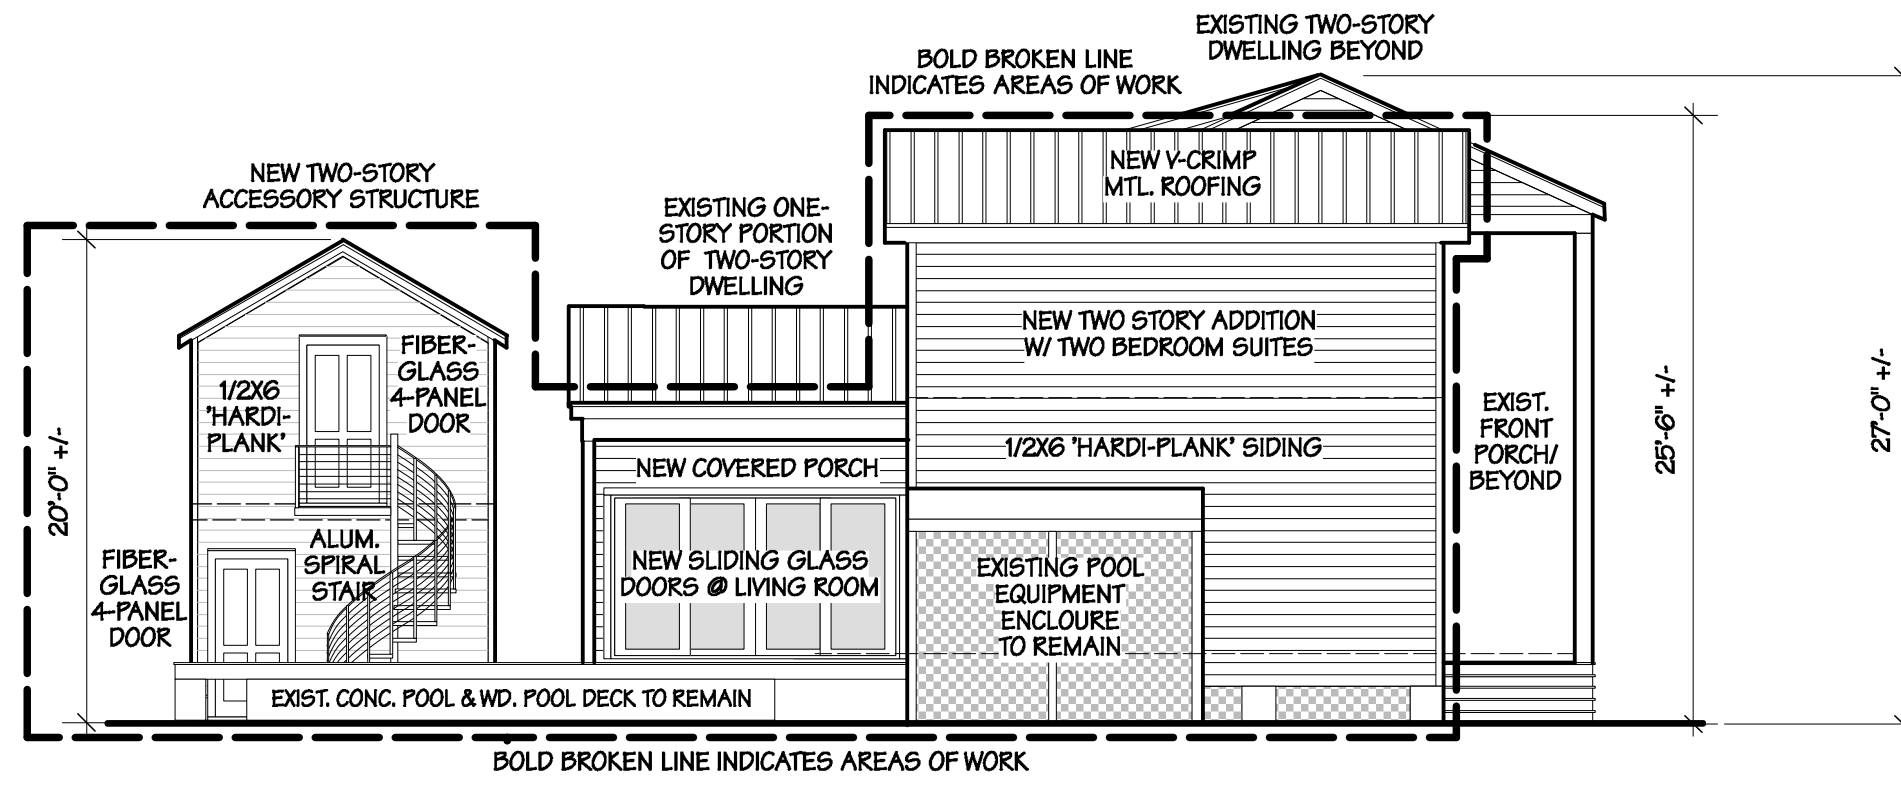 EXISTING TWO-STORY
DWELLING BEYOND
BOLD BROKEN LINE
INDICATES AREAS OF WORK
NEW TWO-STORY
ACCESSORY STRUCTURE
EXISTING ONE-
STORY PORTION
OF TWO-STORY
DWELLING
NEW V-CRIMP
MTL. ROOFING
NEW TWO STORY ADDITION
W/ TWO BEDROOM SUITES
FIBER-
GLASS
4-PANEL
DOOR
1/2X6
'HARDI-
PLANK'
20'-0" +/-
NEW COVERED PORCH
1/2X6 'HARDI-PLANK' SIDING
EXIST.
FRONT
PORCH/
BEYOND
25'-6" +/-
27'-0" +/-
FIBER-
GLASS
4-PANEL
DOOR
ALUM.
SPIRAL
STAIR
NEW SLIDING GLASS
DOORS @ LIVING ROOM
EXISTING POOL
EQUIPMENT
ENCLOURE
TO REMAIN
EXIST. CONC. POOL & WD. POOL DECK TO REMAIN
BOLD BROKEN LINE INDICATES AREAS OF WORK